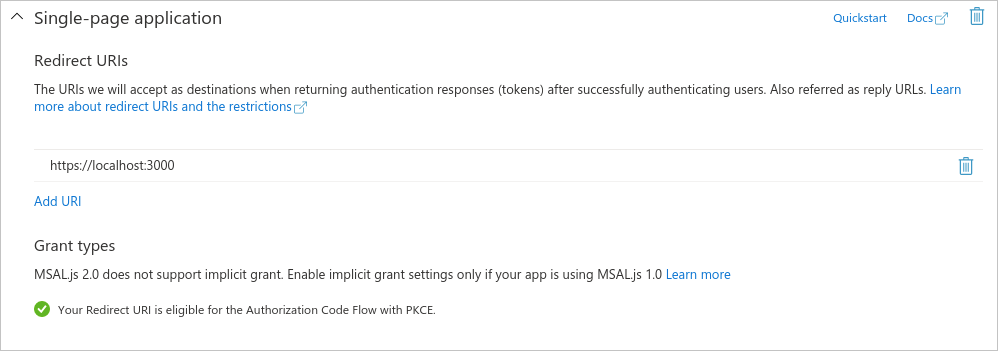 Single-page application
Quickstart
Docs
Redirect URIs
The URIs we will accept as destinations when returning authentication responses (tokens) after successfully authenticating users. Also referred as reply URLs. Learn
more about redirect URIs and the restrictions
https://localhost:3000
Add URI
Grant types
MSAL.js 2.0 does not support implicit grant. Enable implicit grant settings only if your app is using MSAL.js 1.0 Learn more
Your Redirect URI is eligible for the Authorization Code Flow with PKCE.